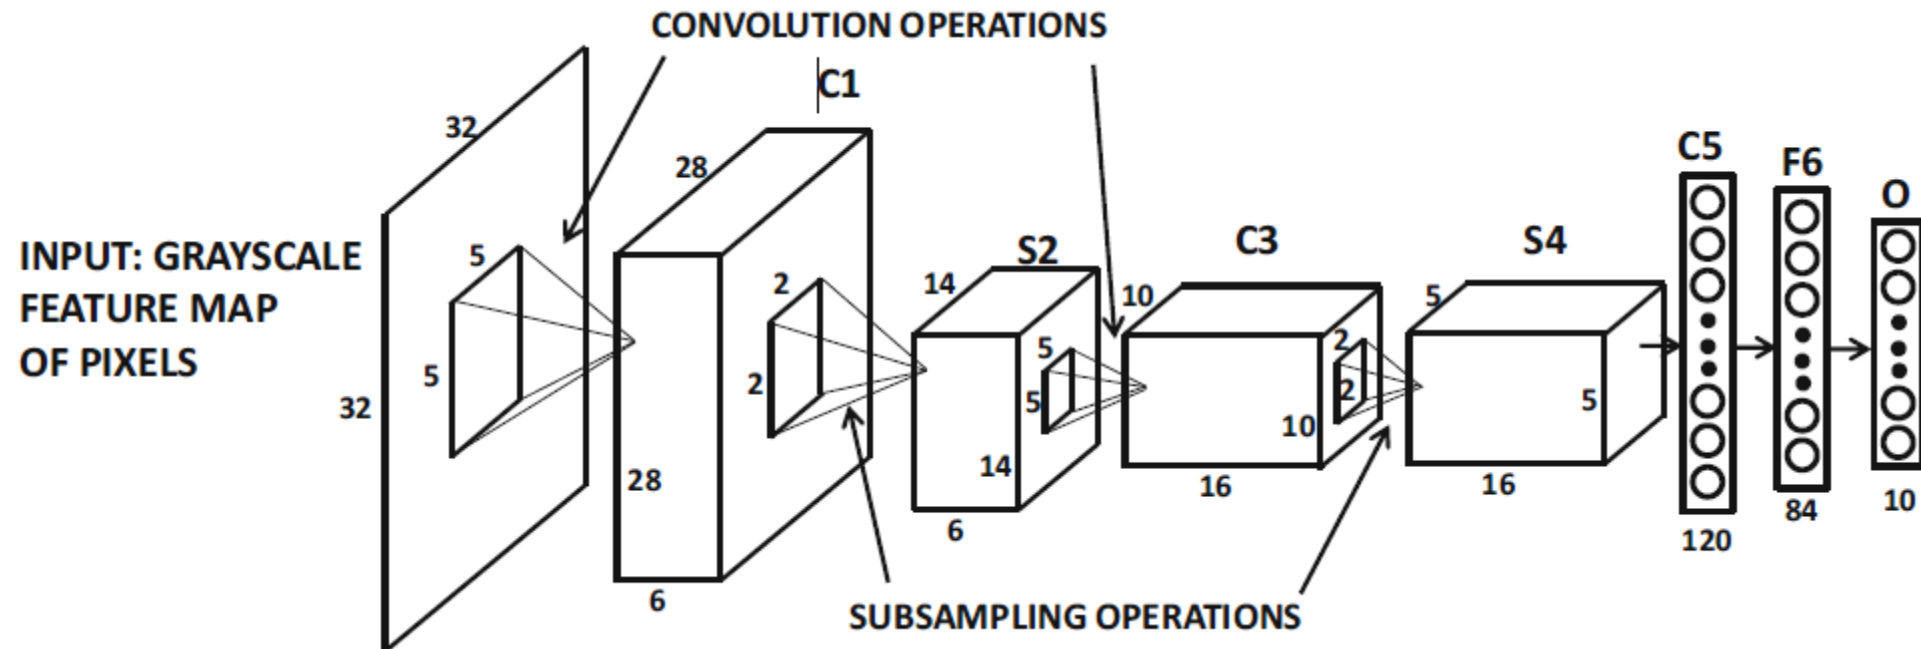 CONVOLUTION OPERATIONS
C1
32
28
INPUT: GRAYSCALE
FEATURE MAP
OF PIXELS
5
5
32
28
6
2
2
S2
14
14
6
5
5
C3
10
10
16
2
2
S4
5
5
16
C5
120
F6
84
O
10
SUBSAMPLING OPERATIONS